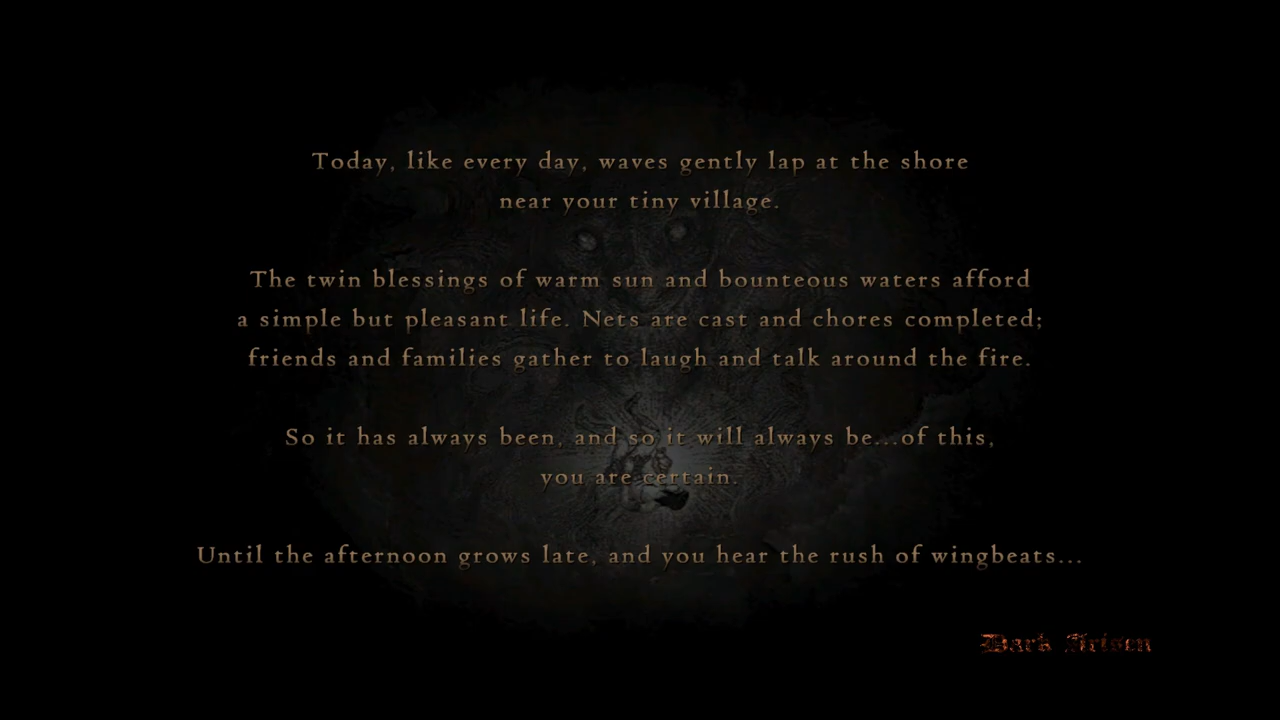 Today, like every day, waves gently lap at the shore
near your tiny village.
The twin blessings of warm sun and bounteous waters afford
a simple but pleasant life. Nets are cast and chores completed;
friends and families gather to laugh and talk around the fire.
So it has always been, and so it will always be...of this,
you are certain.
Until the afternoon grows late, and you hear the rush of wingbeats...
Dark Arisen